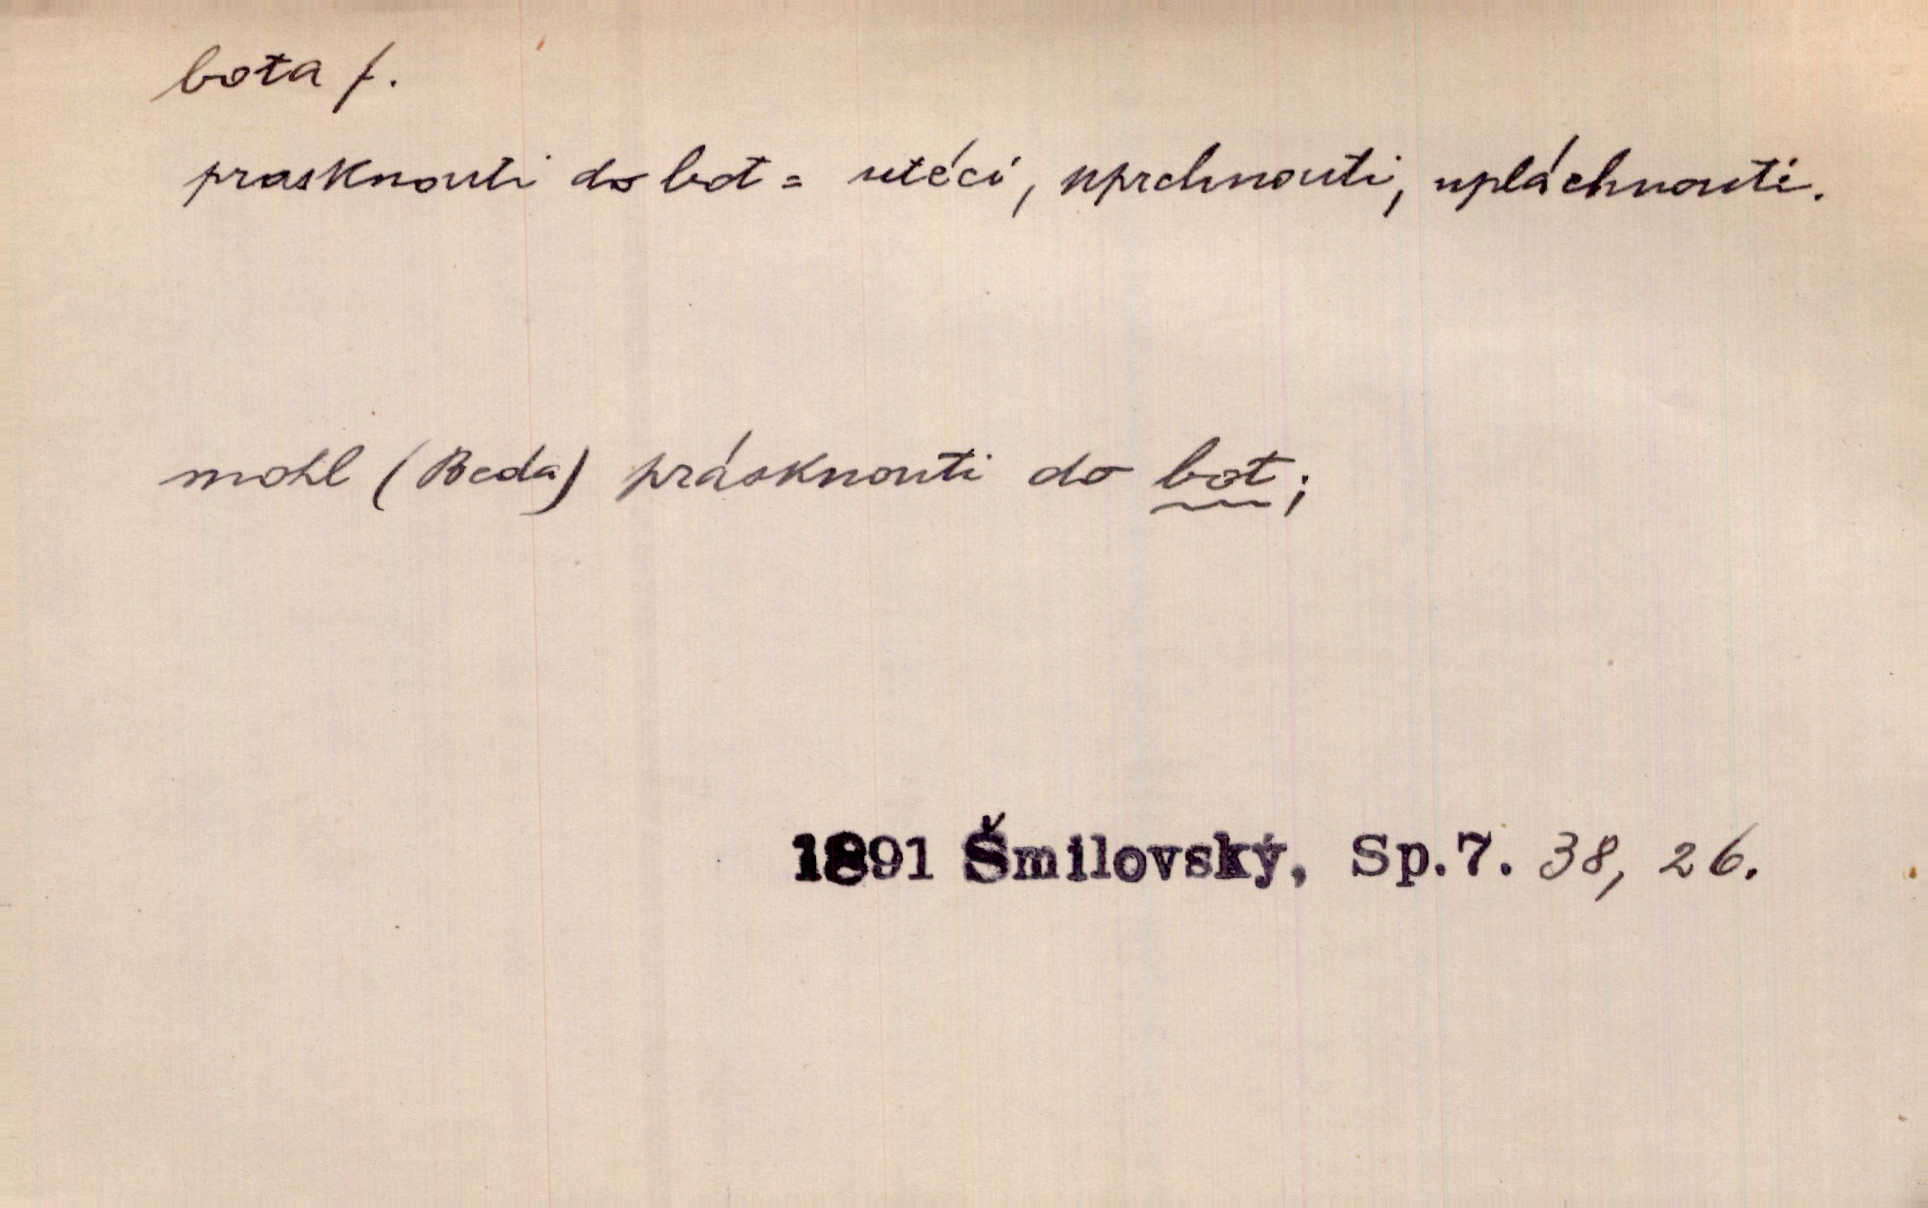 bota f.
prasknouti do bot = utéci, uprchnouti, upláchnouti.
mohl (Beda) prásknouti do bot;
1891 Šmilovský, Sp.7. 38, 26.